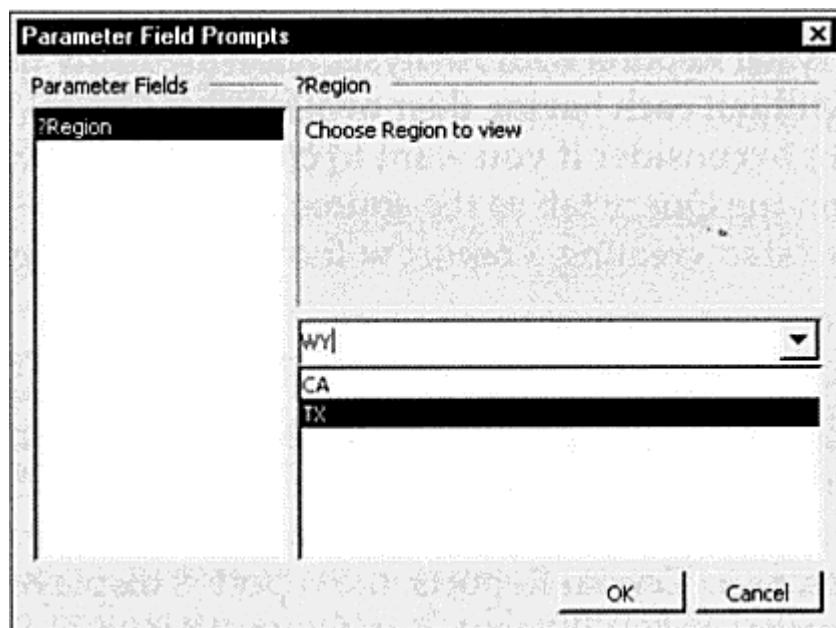 Parameter Field Prompts
Parameter Fields
?Region
?Region
Choose Region to view
WY
CA
TX
OK
Cancel